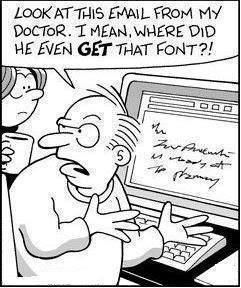 LOOK AT THIS EMAIL FROM MY
DOCTOR. I MEAN, WHERE DID
HE EVEN GET THAT FONT?!